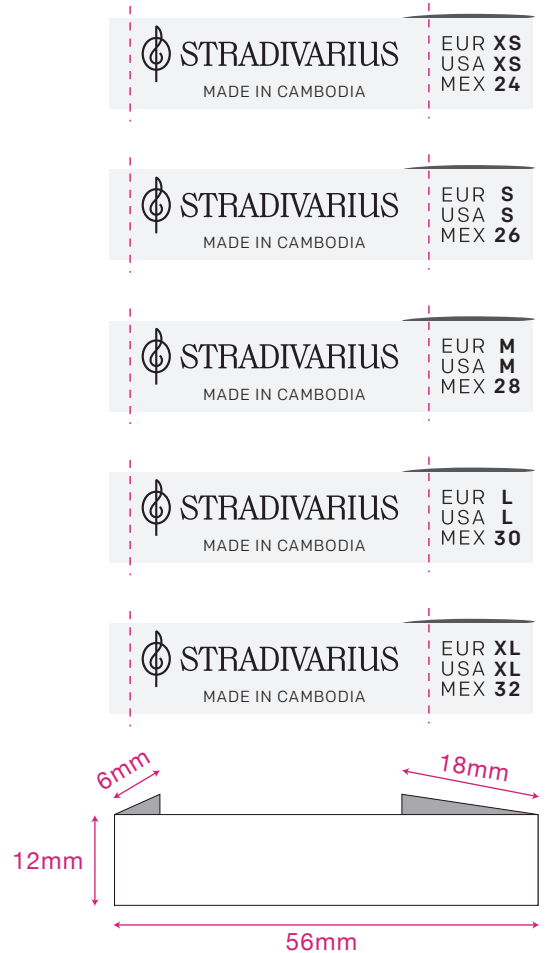 STRADIVARIUS
MADE IN CAMBODIA
EUR XS
USA XS
MEX 24
STRADIVARIUS
MADE IN CAMBODIA
EUR S
USA S
MEX 26
STRADIVARIUS
MADE IN CAMBODIA
EUR M
USA M
MEX 28
STRADIVARIUS
MADE IN CAMBODIA
EUR L
USA L
MEX 30
STRADIVARIUS
MADE IN CAMBODIA
EUR XL
USA XL
MEX 32
6mm
18mm
12mm
56mm